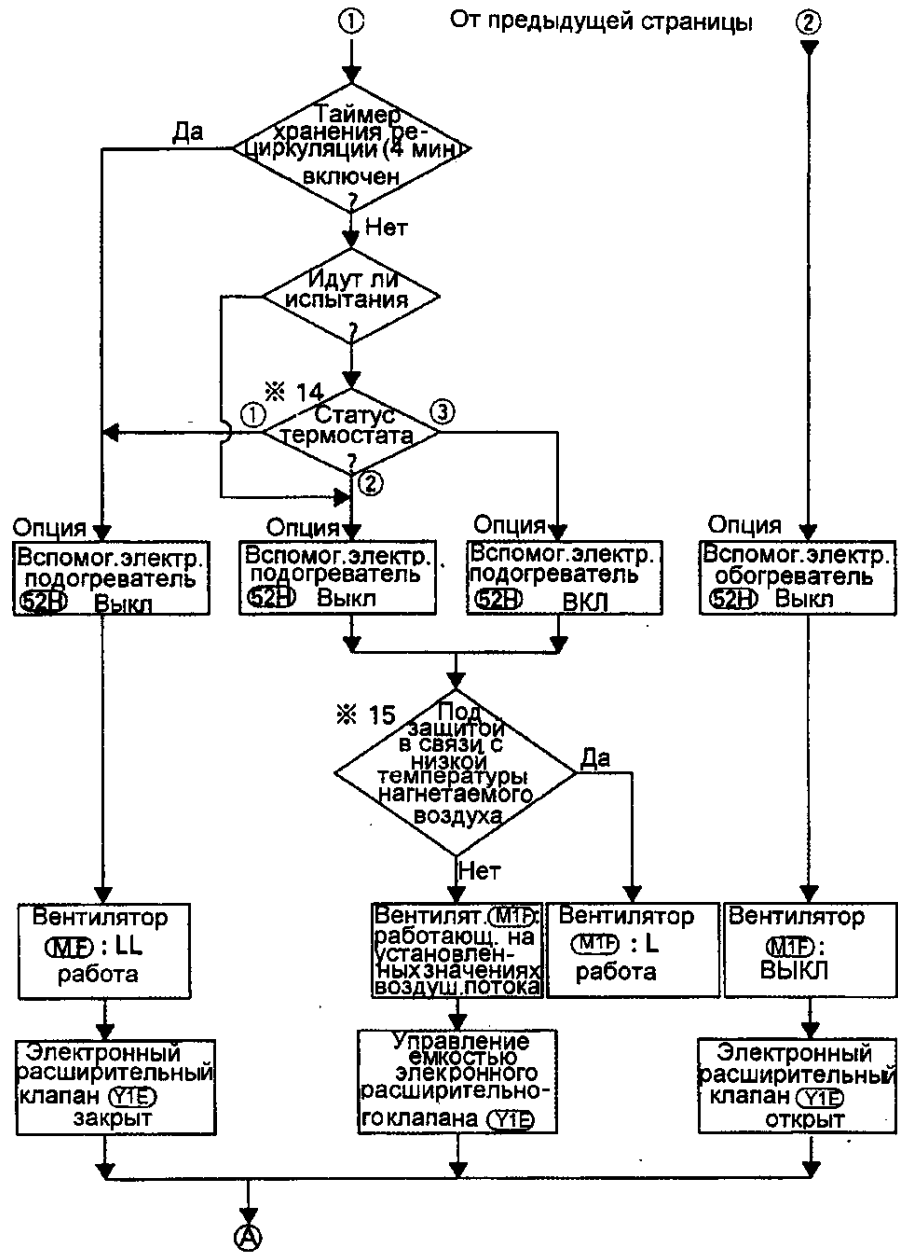 ① От предыдущей страницы ②
Таймер
хранения ре-
циркуляции (4 мин)
включен
?
Да
Нет
Идут ли
испытания
?
※ 14
① ③
Статус
термостата
?
②
Опция
Вспомог.электр.
подогреватель
52H Выкл
Опция
Вспомог.электр.
подогреватель
52H Выкл
Опция
Вспомог.электр.
подогреватель
52H ВКЛ
Опция
Вспомог.электр.
обогреватель
52H Выкл
※ 15
Под
защитой
в связи с
низкой
температуры
нагнетаемого
воздуха
Да
Нет
Вентилятор
M1F : LL
работа
Вентилят. M1F:
работающ. на
установлен-
ных значениях
воздуш.потока
Вентилятор
M1F : L
работа
Вентилятор
M1F :
ВЫКЛ
Электронный
расширительный
клапан Y1E
закрыт
Управление
емкостью
элекронного
расширительно-
го клапана Y1E
Электронный
расширительный
клапан Y1E
открыт
Ⓐ